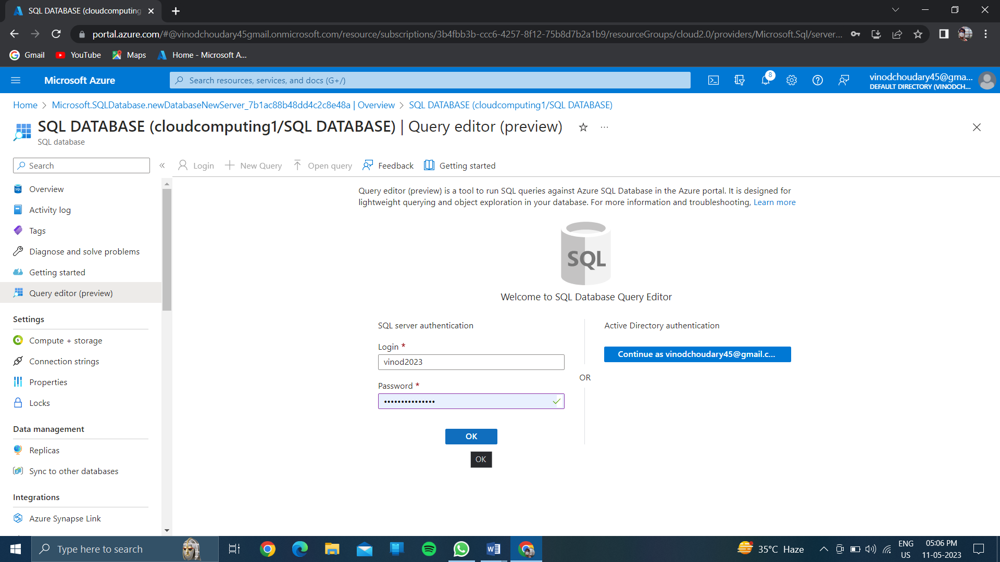 SQL DATABASE (cloudcomputing
portal.azure.com/#@vinodchoudary45gmail.onmicrosoft.com/resource/subscriptions/3b4fbb3b-ccc6-4257-8f12-75b8d7b2a1b9/resourceGroups/cloud2.0/providers/Microsoft.Sql/server...
Gmail YouTube Maps Home - Microsoft A...
Microsoft Azure
Search resources, services, and docs (G+/)
8
vinodchoudary45@gma...
DEFAULT DIRECTORY (VINODCH...
Home > Microsoft.SQLDatabase.newDatabaseNewServer_7b1ac88b48dd4c2c8e48a | Overview > SQL DATABASE (cloudcomputing1/SQL DATABASE)
SQL DATABASE (cloudcomputing1/SQL DATABASE) | Query editor (preview)
SQL database
Search
Login New Query Open query Feedback Getting started
Overview
Activity log
Tags
Diagnose and solve problems
Getting started
Query editor (preview)
Settings
Compute + storage
Connection strings
Properties
Locks
Data management
Replicas
Sync to other databases
Integrations
Azure Synapse Link
Query editor (preview) is a tool to run SQL queries against Azure SQL Database in the Azure portal. It is designed for
lightweight querying and object exploration in your database. For more information and troubleshooting, Learn more
SQL
Welcome to SQL Database Query Editor
SQL server authentication
Login *
vinod2023
Password *
•••••••••••••••
OK
OK
OR
Active Directory authentication
Continue as vinodchoudary45@gmail.c...
Type here to search
35°C Haze
ENG
US
05:06 PM
11-05-2023